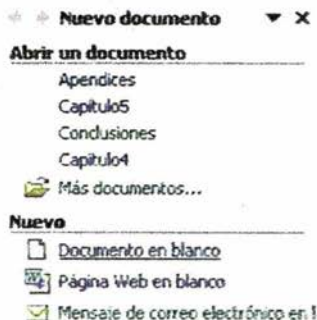 Nuevo documento
Abrir un documento
Apendices
Capitulo5
Conclusiones
Capitulo4
Más documentos...
Nuevo
Documento en blanco
Página Web en blanco
Mensaje de correo electrónico en